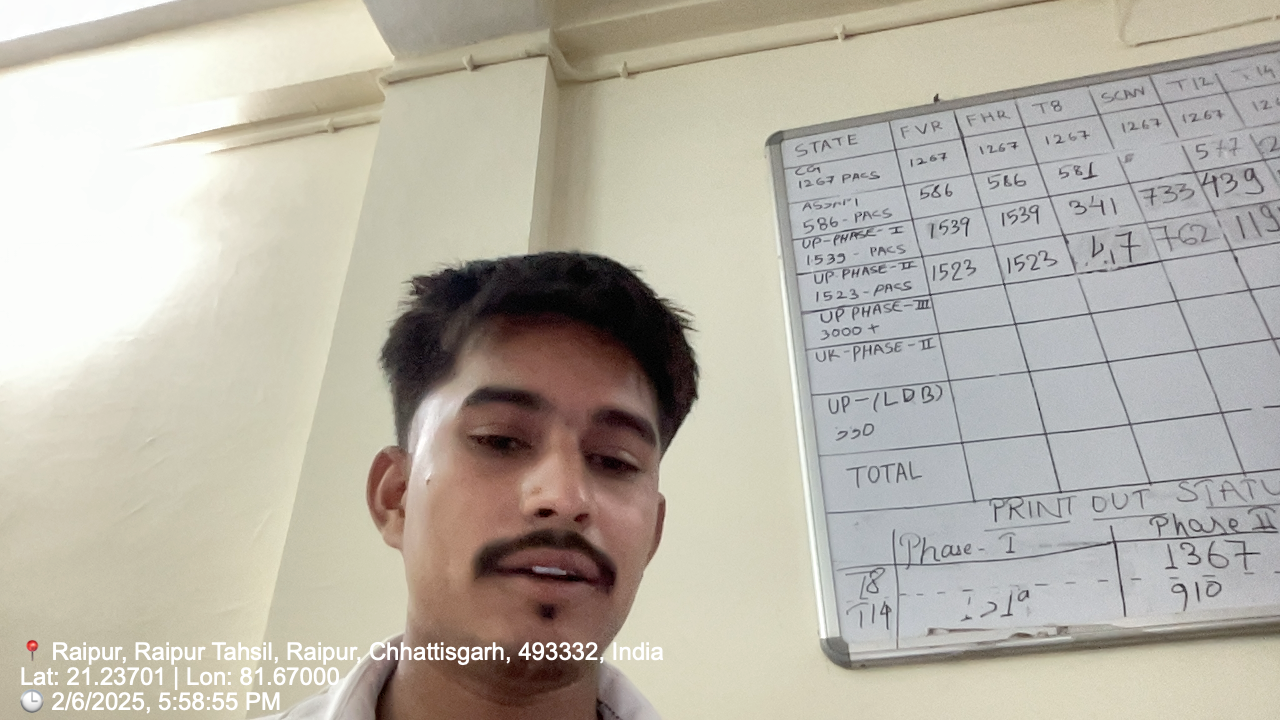 STATE FVR FHR T8 SCAN T12
CG
1267 PACS 1267 1267 1267 1267 1267
586-PACS 586 586 581 577
UP-PHASE-I
1539-PACS 1539 1539 341 733 439
UP PHASE-II
1523-PACS 1523 1523 762 119
UP PHASE-III
3000+
UK-PHASE-II
UP-(LDB)
TOTAL
PRINT OUT STATU
Phase-I Phase II
T8 1367
T14 910
Raipur, Raipur Tahsil, Raipur, Chhattisgarh, 493332, India
Lat: 21.23701 | Lon: 81.67000
2/6/2025, 5:58:55 PM